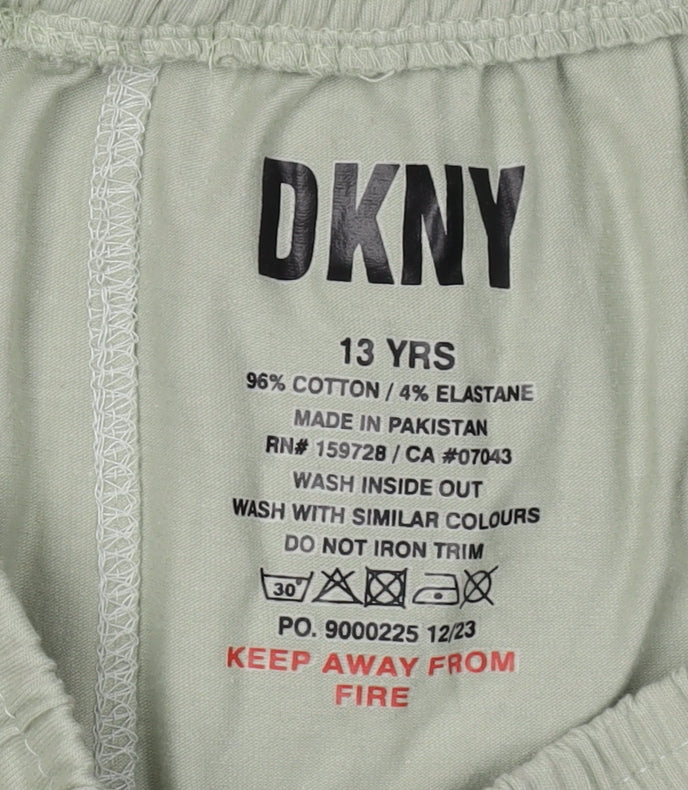 DKNY
13 YRS
96% COTTON / 4% ELASTANE
MADE IN PAKISTAN
RN# 159728 / CA #07043
WASH INSIDE OUT
WASH WITH SIMILAR COLOURS
DO NOT IRON TRIM
30°
PO. 9000225 12/23
KEEP AWAY FROM
FIRE